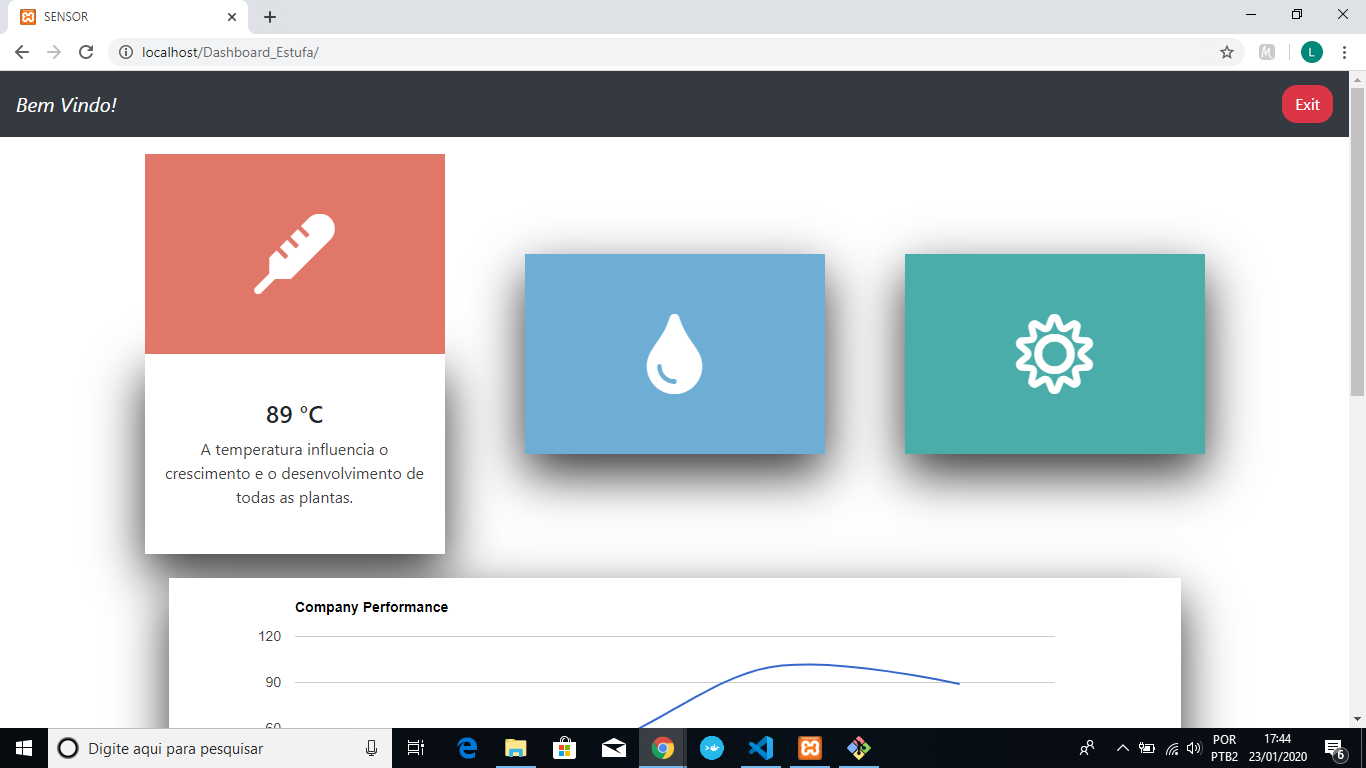 SENSOR
localhost/Dashboard_Estufa/
L
Bem Vindo!
Exit
89 °C
A temperatura influencia o
crescimento e o desenvolvimento de
todas as plantas.
Company Performance
120
90
60
Digite aqui para pesquisar
POR
PTB2
17:44
23/01/2020
6